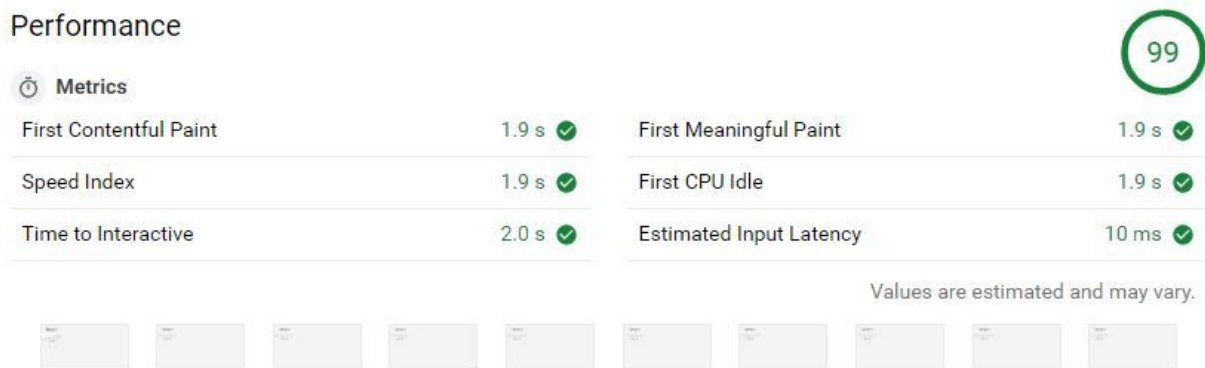 Performance
99
Metrics
First Contentful Paint 1.9 s First Meaningful Paint 1.9 s
Speed Index 1.9 s First CPU Idle 1.9 s
Time to Interactive 2.0 s Estimated Input Latency 10 ms
Values are estimated and may vary.